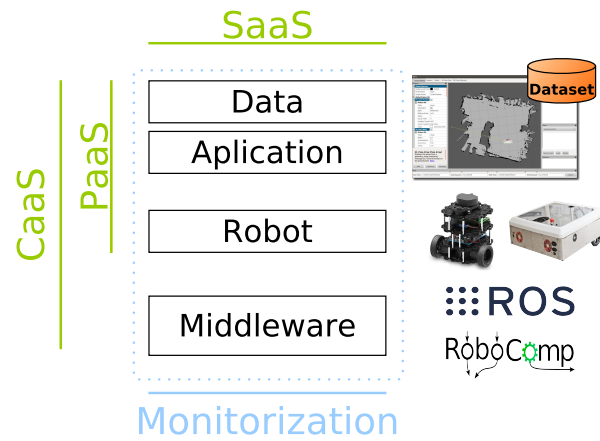 SaaS
Data
Dataset
Aplication
CaaS
PaaS
Robot
Middleware
ROS
RoboComp
Monitorization